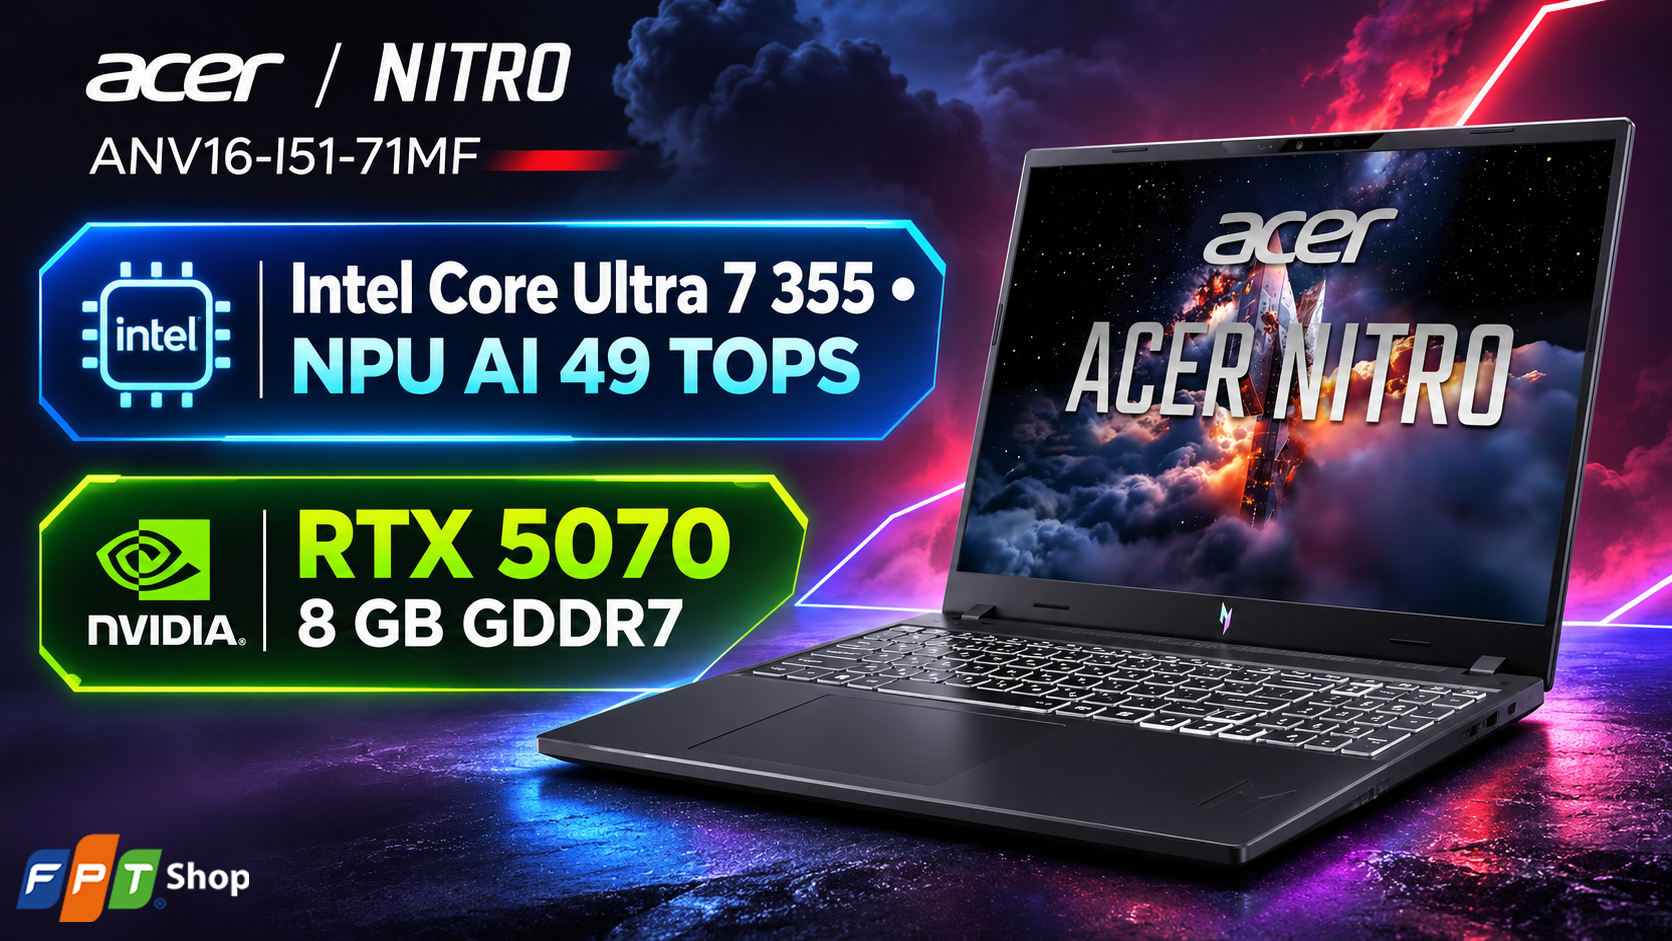 acer / NITRO
ANV16-I51-71MF
intel
Intel Core Ultra 7 355 •
NPU AI 49 TOPS
NVIDIA®
RTX 5070
8 GB GDDR7
acer
ACER NITRO
FPT® Shop